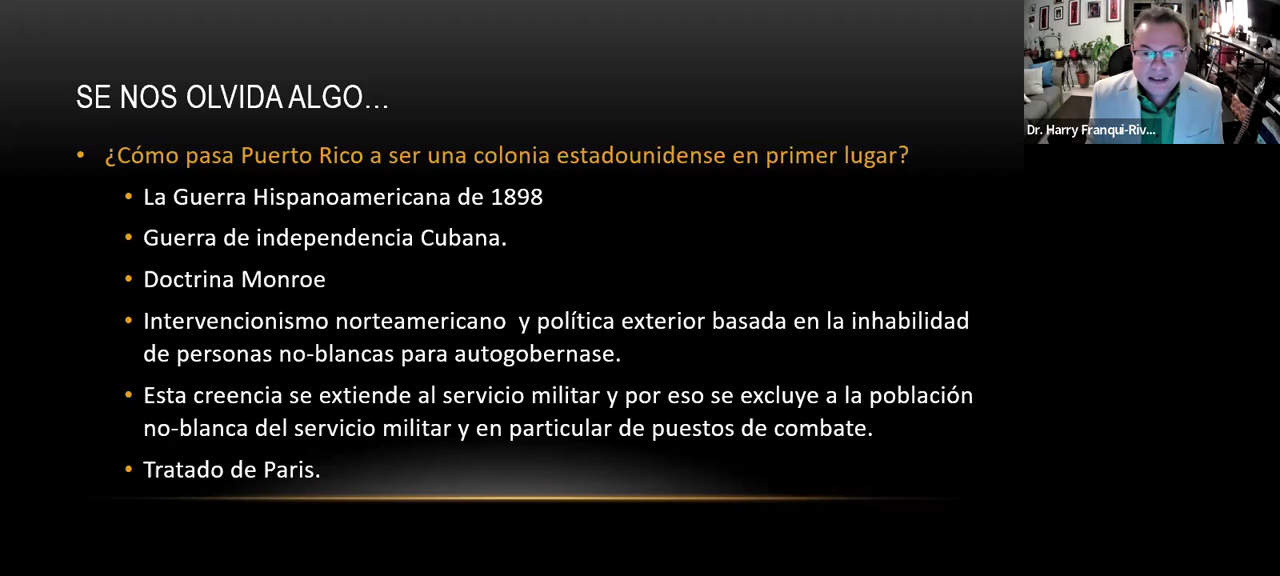 SE NOS OLVIDA ALGO...
• ¿Cómo pasa Puerto Rico a ser una colonia estadounidense en primer lugar?
• La Guerra Hispanoamericana de 1898
• Guerra de independencia Cubana.
• Doctrina Monroe
• Intervencionismo norteamericano y política exterior basada en la inhabilidad
de personas no-blancas para autogobernase.
• Esta creencia se extiende al servicio militar y por eso se excluye a la población
no-blanca del servicio militar y en particular de puestos de combate.
• Tratado de Paris.
Dr. Harry Franqui-Riv...